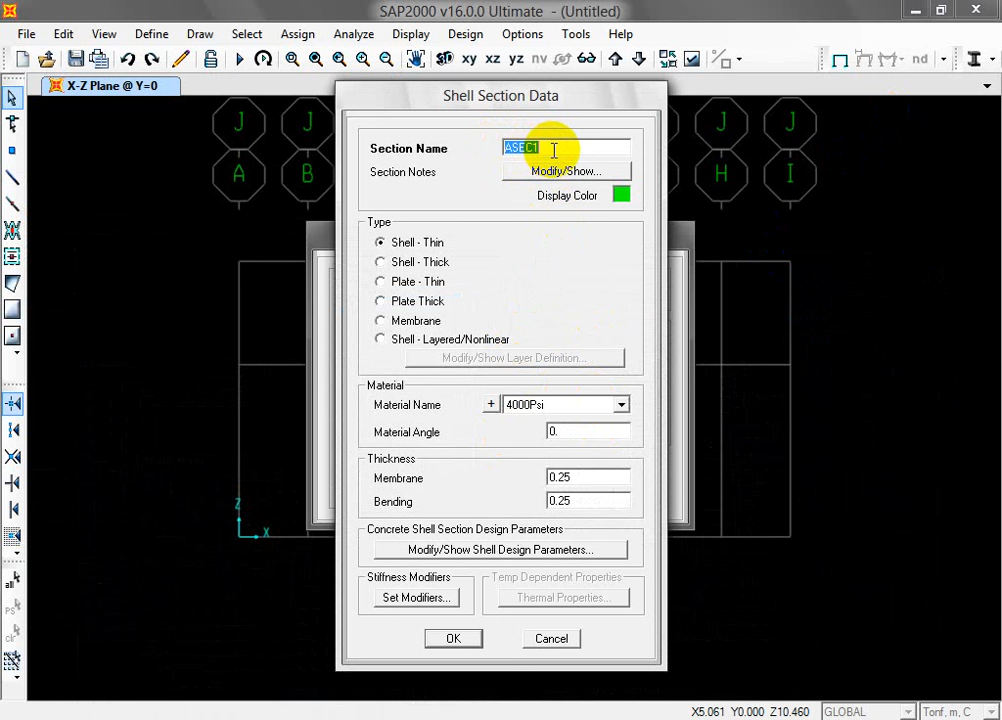 SAP2000 v16.0.0 Ultimate - (Untitled)
File Edit View Define Draw Select Assign Analyze Display Design Options Tools Help
3D xy xz yz nv nd
X-Z Plane @ Y=0
J J J J
A B H I
Z
X
Shell Section Data
Section Name ASEC1
Section Notes Modify/Show...
Display Color
Type
Shell - Thin
Shell - Thick
Plate - Thin
Plate Thick
Membrane
Shell - Layered/Nonlinear
Modify/Show Layer Definition...
Material
Material Name + 4000Psi
Material Angle 0.
Thickness
Membrane 0.25
Bending 0.25
Concrete Shell Section Design Parameters
Modify/Show Shell Design Parameters...
Stiffness Modifiers Temp Dependent Properties
Set Modifiers... Thermal Properties...
OK Cancel
all
PS
clr
X5.061 Y0.000 Z10.460 GLOBAL Tonf, m, C